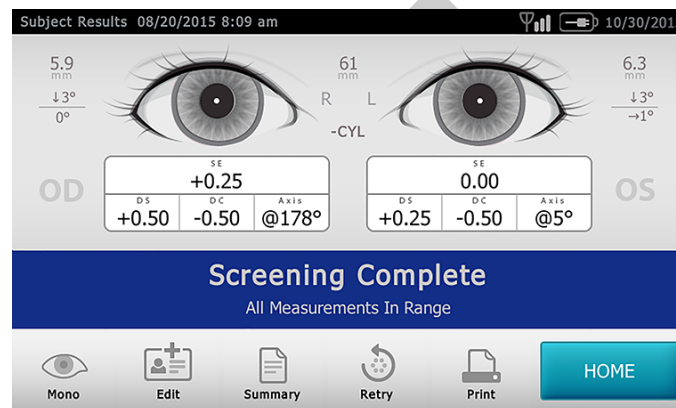 Subject Results 08/20/2015 8:09 am 10/30/201
5.9 61 6.3
mm mm mm
↓3° R L ↓3°
0° -CYL →1°
SE SE
OD +0.25 0.00 OS
DS DC Axis DS DC Axis
+0.50 -0.50 @178° +0.25 -0.50 @5°
Screening Complete
All Measurements In Range
Mono Edit Summary Retry Print HOME